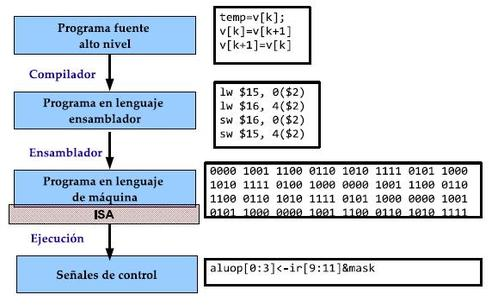 Programa fuente
alto nivel
temp=v[k];
v[k]=v[k+1]
v[k+1]=v[k]
Compilador
Programa en lenguaje
ensamblador
lw $15, 0($2)
lw $16, 4($2)
sw $16, 0($2)
sw $15, 4($2)
Ensamblador
Programa en lenguaje
de máquina
ISA
0000 1001 1100 0110 1010 1111 0101 1000
1010 1111 0100 1000 0000 1001 1100 0110
1100 0110 1010 1111 0101 1000 0000 1001
0101 1000 0000 1001 1100 0110 1010 1111
Ejecución
Señales de control
aluop[0:3]<-ir[9:11]&mask